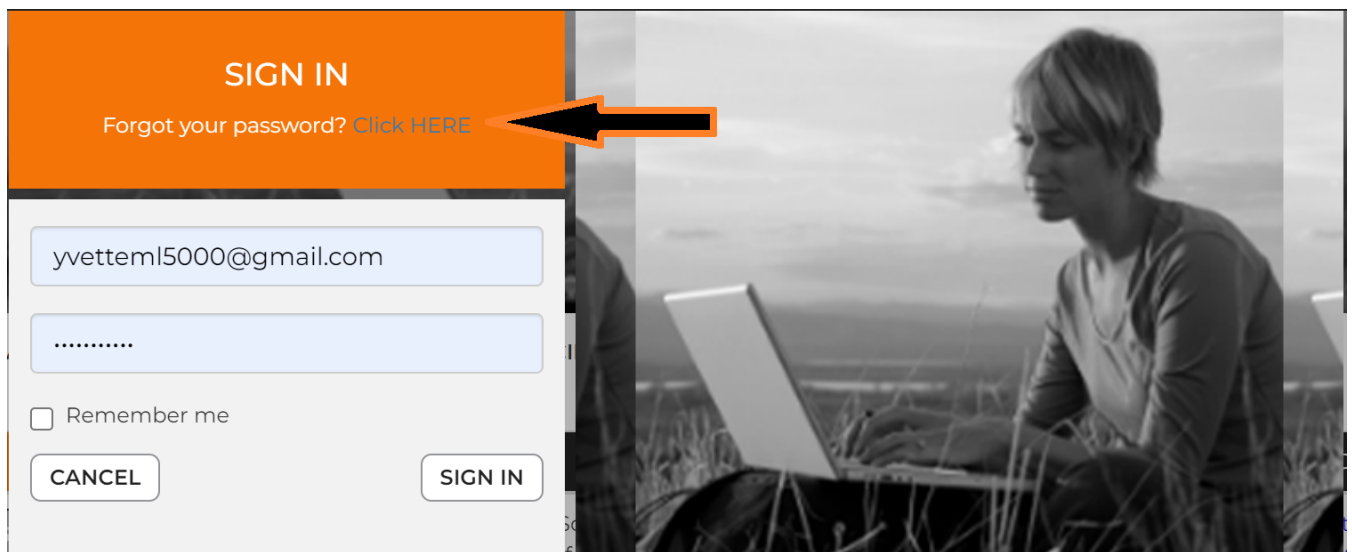 SIGN IN
Forgot your password? Click HERE
yvetteml5000@gmail.com
...........
Remember me
CANCEL
SIGN IN